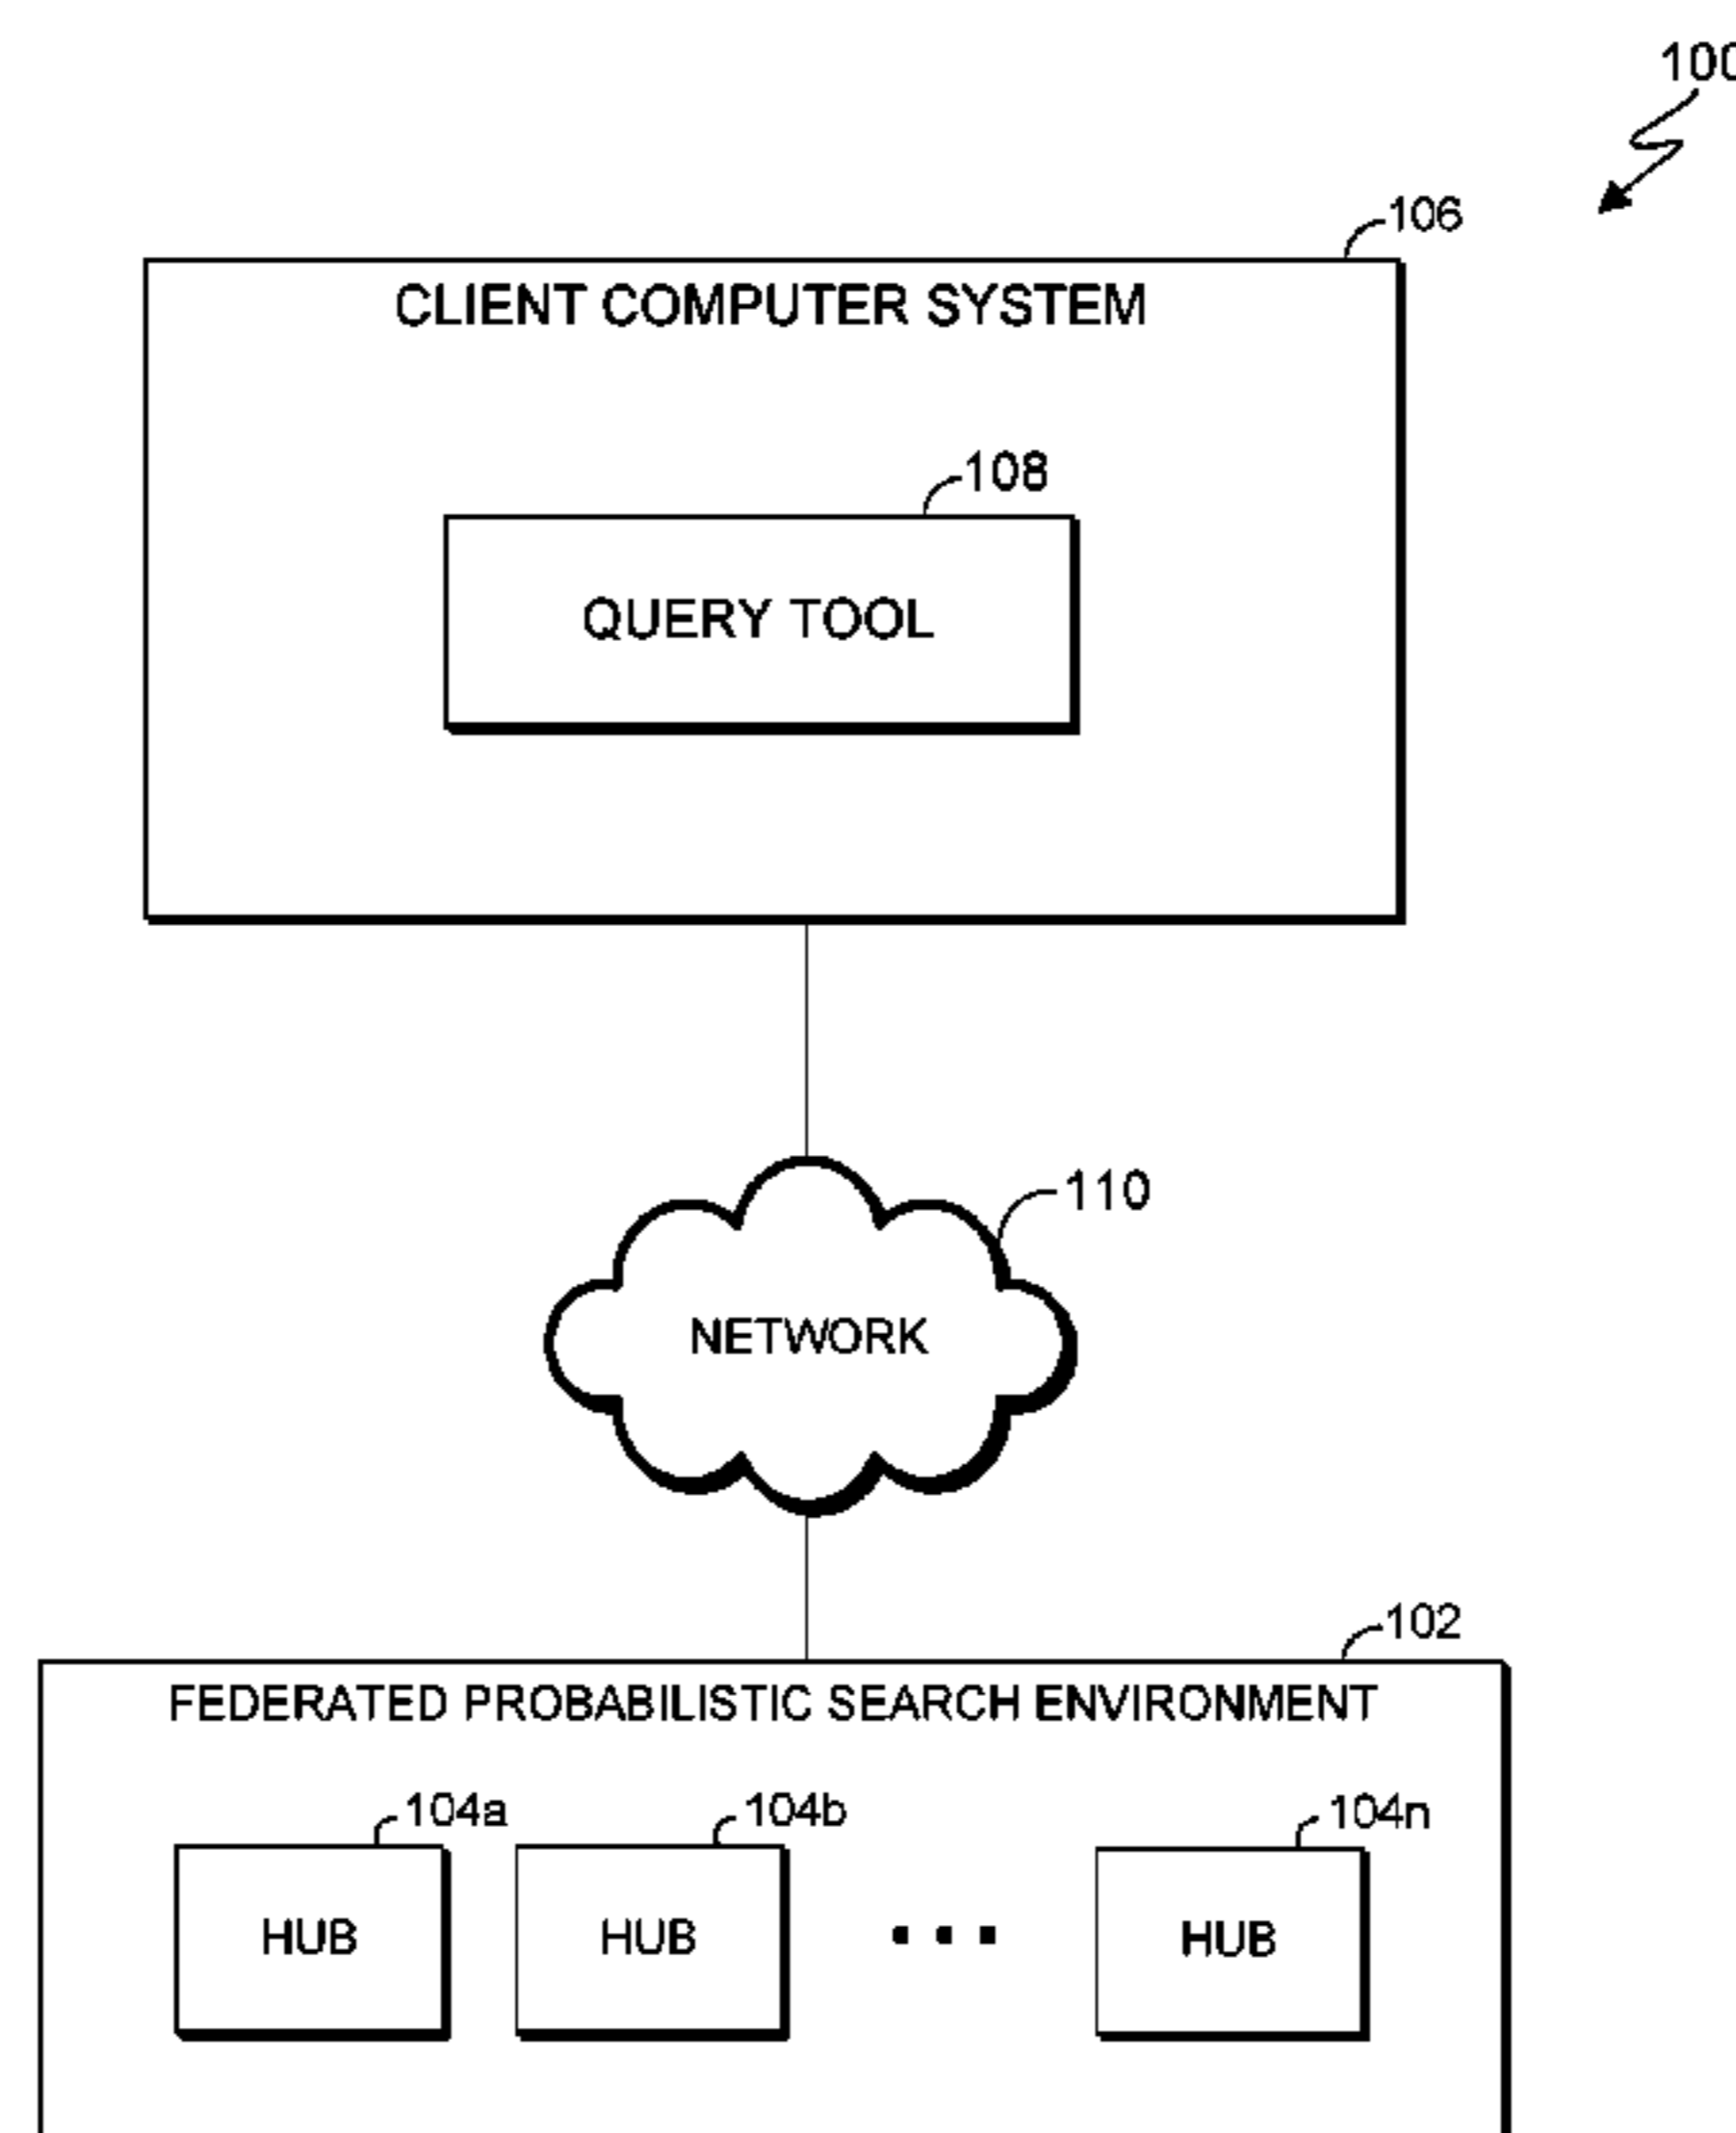 100
106
CLIENT COMPUTER SYSTEM
108
QUERY TOOL
110
NETWORK
102
FEDERATED PROBABILISTIC SEARCH ENVIRONMENT
104a 104b 104n
HUB HUB ... HUB